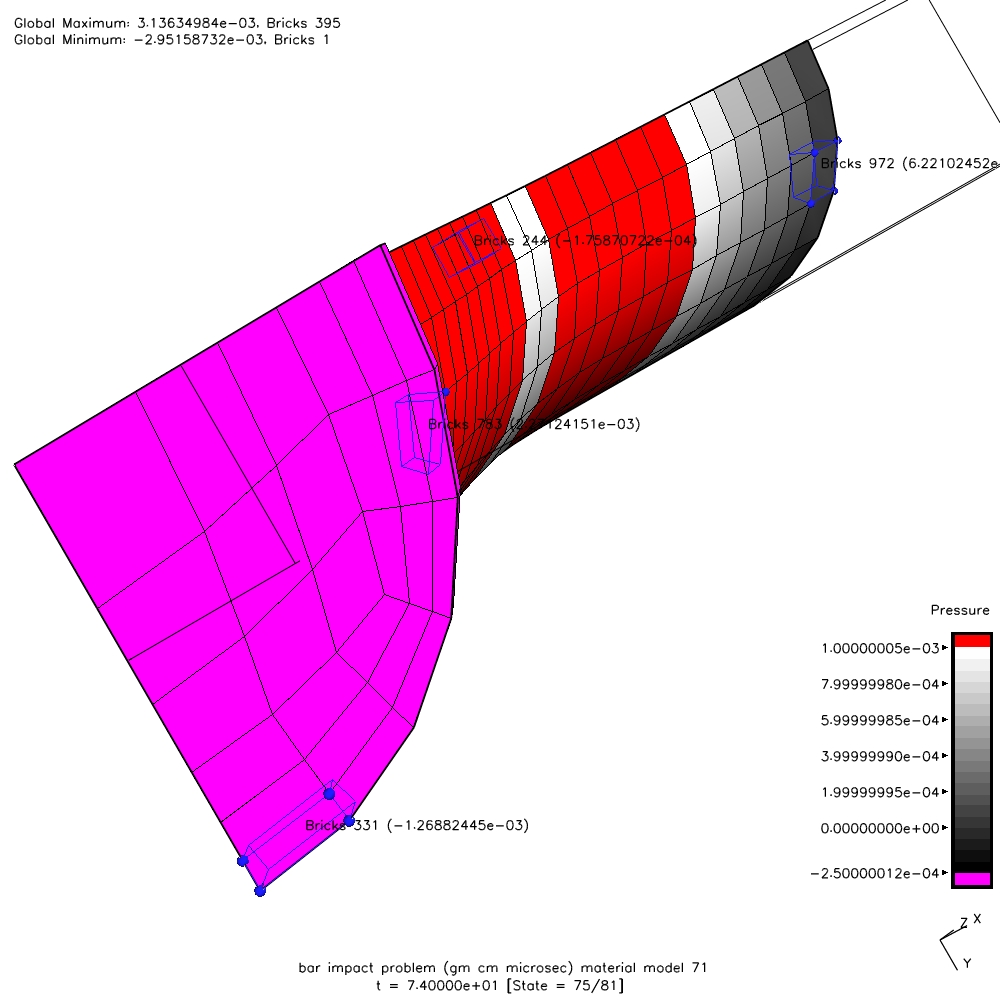 Global Maximum: 3.13634984e-03, Bricks 395
Global Minimum: -2.95158732e-03, Bricks 1
Bricks 972 (6.22102452e
Bricks 244 (-1.75870722e-04)
Bricks 783
Bricks 331 (-1.26882445e-03)
Pressure
1.00000005e-03
7.99999980e-04
5.99999985e-04
3.99999990e-04
1.99999995e-04
0.00000000e+00
-2.50000012e-04
Z X
Y
bar impact problem (gm cm microsec) material model 71
t = 7.40000e+01 [State = 75/81]